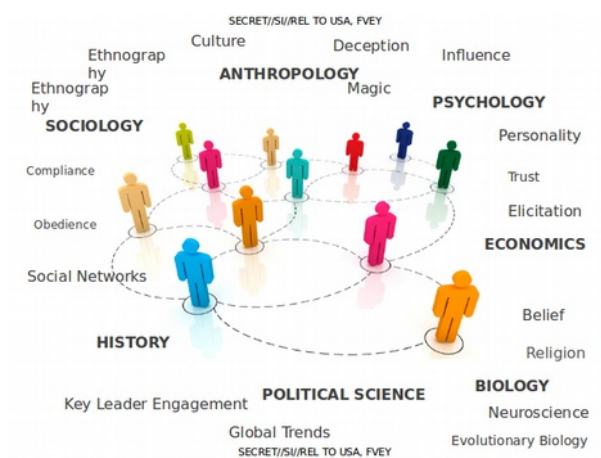 SECRET//SI//REL TO USA, FVEY
Culture
Deception
Ethnograp
hy
Influence
ANTHROPOLOGY
Ethnograp
hy
Magic
PSYCHOLOGY
SOCIOLOGY
Personality
Compliance
Trust
Obedience
Elicitation
ECONOMICS
Social Networks
Belief
HISTORY
Religion
POLITICAL SCIENCE
BIOLOGY
Key Leader Engagement
Neuroscience
Global Trends
Evolutionary Biology
SECRET//SI//REL TO USA, FVEY